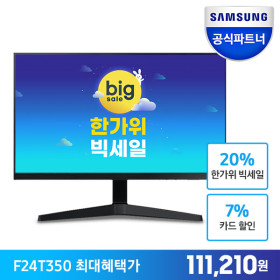 SAMSUNG
공식파트너
big
sale
한가위
빅세일
20%
한가위 빅세일
7%
카드 할인
F24T350 최대혜택가
111,210원